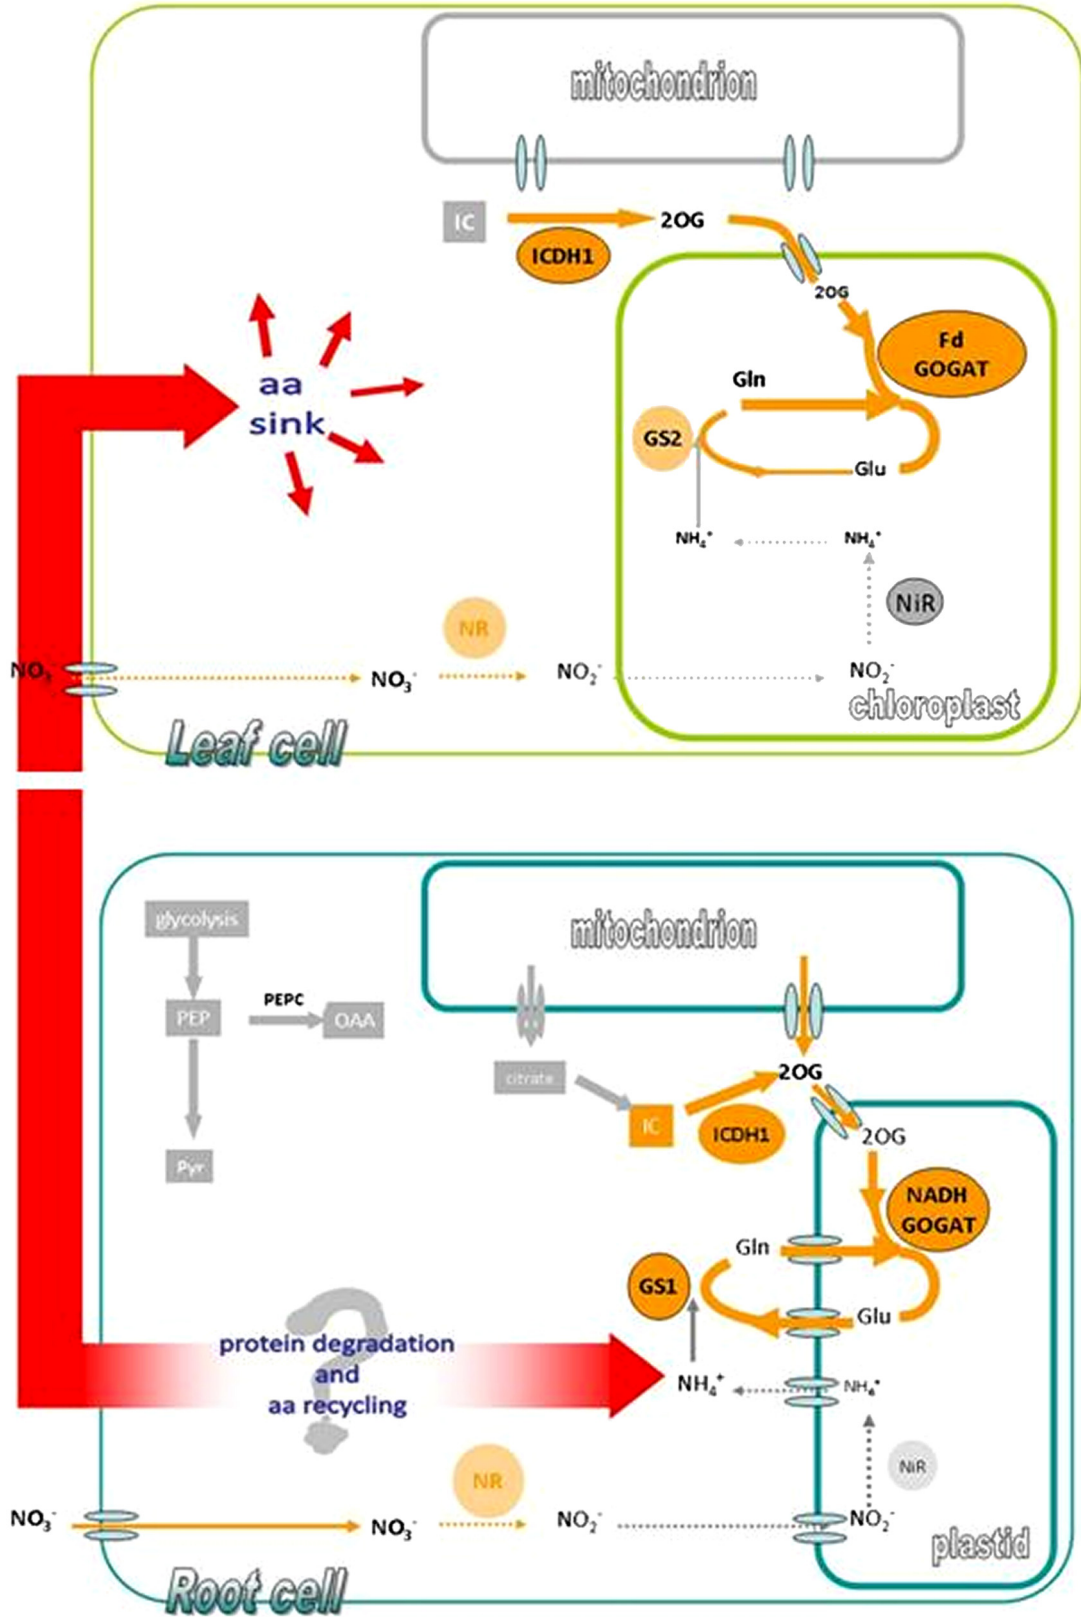 mitochondrion
IC
2OG
ICDH1
2OG
Fd
GOGAT
aa
sink
Gln
GS2
Glu
NH₄⁺
NH₄⁺
NiR
NR
NO₃
NO₃⁻
NO₂⁻
NO₂⁻
chloroplast
Leaf cell
glycolysis
mitochondrion
PEP
PEPC
OAA
2OG
citrate
IC
ICDH1
2OG
Pyr
NADH
GOGAT
Gln
GS1
Glu
protein degradation
and
aa recycling
?
NH₄⁺
NH₄⁺
NR
NiR
NO₃⁻
NO₃⁻
NO₂⁻
NO₂⁻
plastid
Root cell